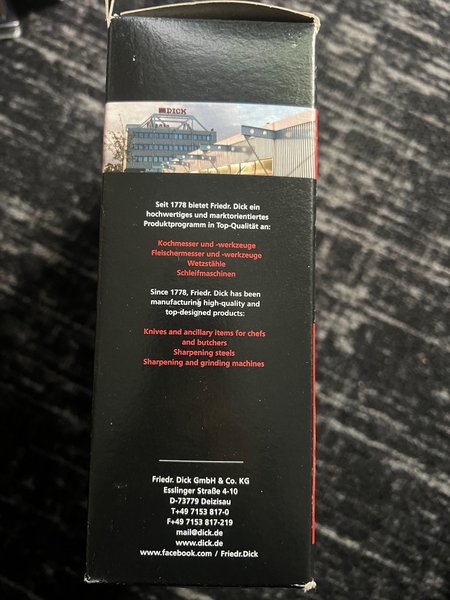 DICK
Seit 1778 bietet Friedr. Dick ein
hochwertiges und marktorientiertes
Produktprogramm in Top-Qualität an:
Kochmesser und -werkzeuge
Fleischermesser und -werkzeuge
Wetzstähle
Schleifmaschinen
Since 1778, Friedr. Dick has been
manufacturing high-quality and
top-designed products:
Knives and ancillary items for chefs
and butchers
Sharpening steels
Sharpening and grinding machines
Friedr. Dick GmbH & Co. KG
Esslinger Straße 4-10
D-73779 Deizisau
T+49 7153 817-0
F+49 7153 817-219
mail@dick.de
www.dick.de
www.facebook.com / Friedr.Dick